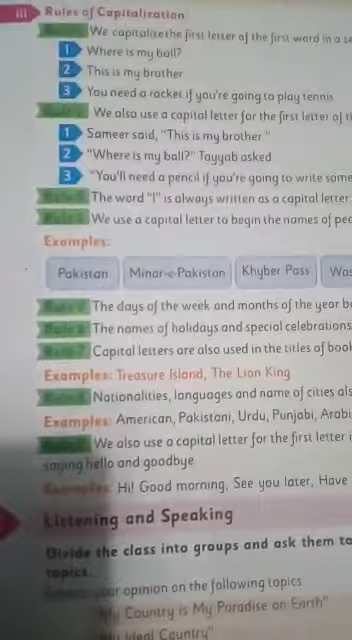 iii Rules of Capitalization
We capitalize the first letter of the first word in a
1 Where is my ball?
2 This is my brother
3 You need a racket if you're going to play tennis
We also use a capital letter for the first letter of
1 Sameer said, "This is my brother."
2 "Where is my ball?" Tayyab asked
3 "You'll need a pencil if you're going to write some
The word "I" is always written as a capital letter
We use a capital letter to begin the names of
Examples:
Pakistan Minar-e-Pakistan Khyber Pass
The days of the week and months of the year
The names of holidays and special celebrations
Rule 7 Capital letters are also used in the titles of
Examples: Treasure Island, The Lion King
Nationalities, languages and name of cities
Examples: American, Pakistani, Urdu, Punjabi,
We also use a capital letter for the first letter
saying hello and goodbye
Examples: Hi! Good morning, See you later, Have
Listening and Speaking
Divide the class into groups and ask them to
topics.
your opinion on the following topics
"My Country is My Paradise on Earth"
Ideal Country"